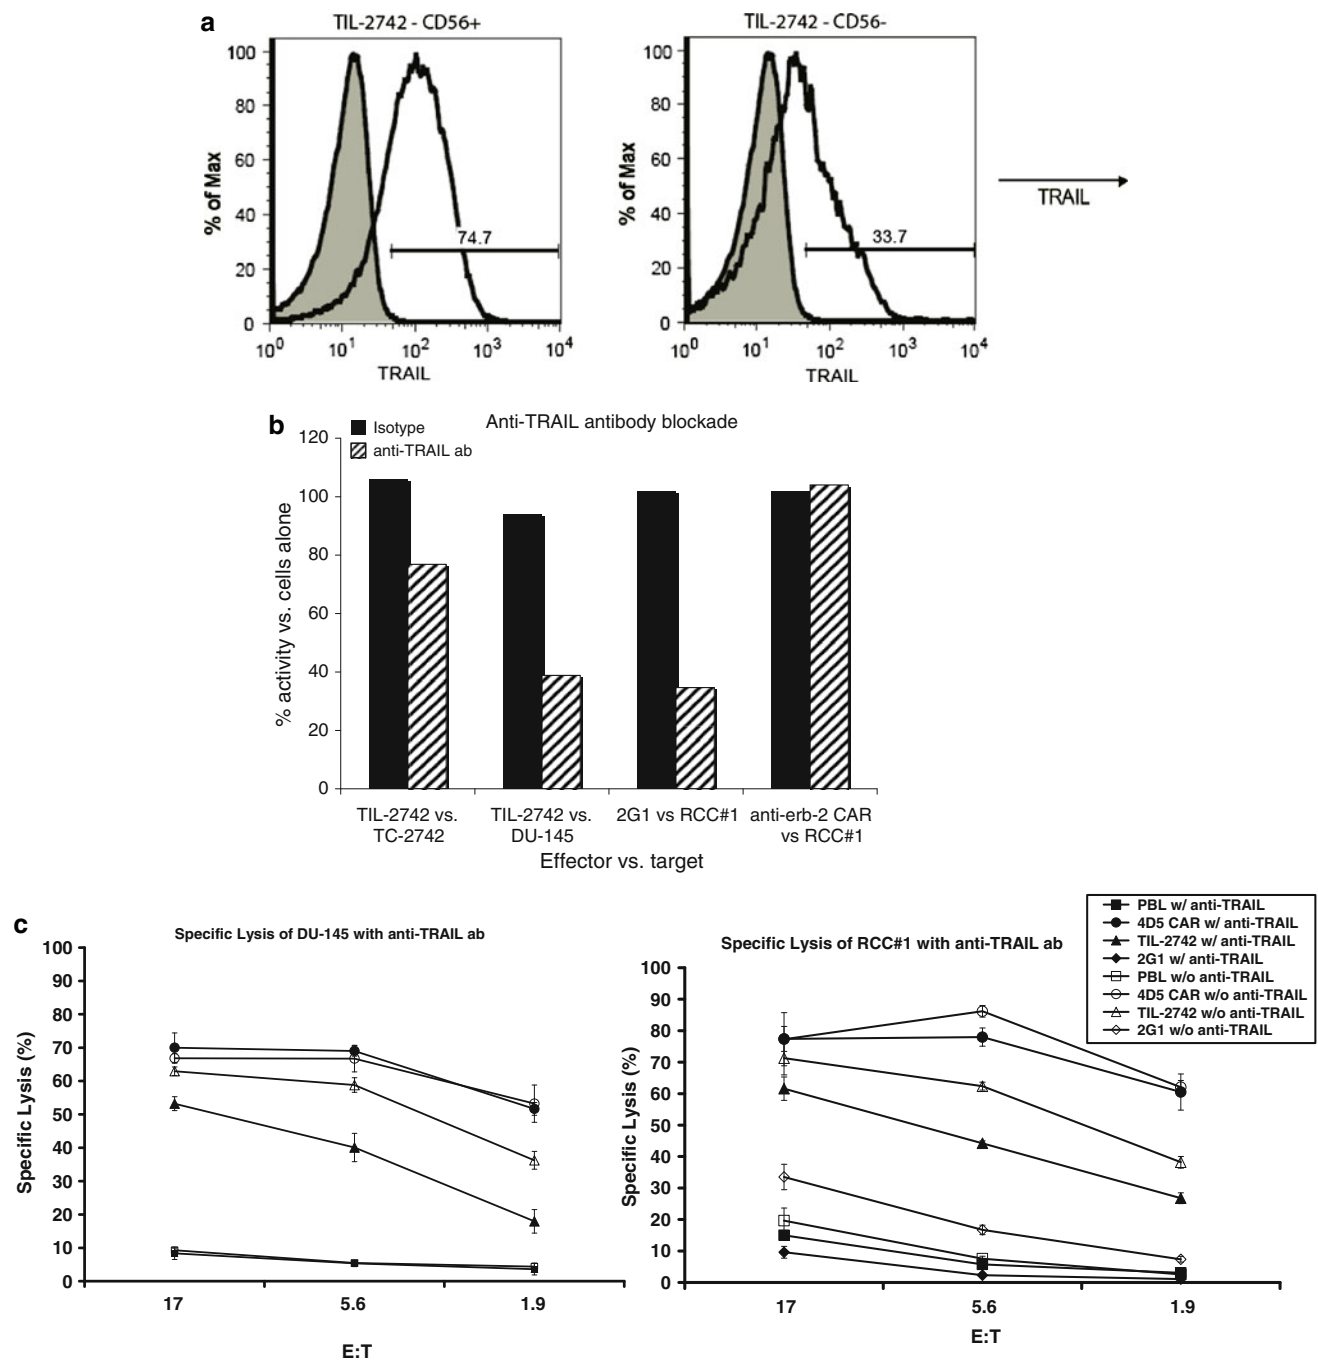 a
TIL-2742 - CD56+
100
80
60
40
20
0
% of Max
74.7
10^0 10^1 10^2 10^3 10^4
TRAIL
TIL-2742 - CD56-
100
80
60
40
20
0
% of Max
33.7
10^0 10^1 10^2 10^3 10^4
TRAIL
TRAIL
b
Anti-TRAIL antibody blockade
Isotype
anti-TRAIL ab
120
100
80
60
40
20
0
% activity vs. cells alone
TIL-2742 vs.
TC-2742
TIL-2742 vs.
DU-145
2G1 vs RCC#1
anti-erb-2 CAR
vs RCC#1
Effector vs. target
c
Specific Lysis of DU-145 with anti-TRAIL ab
100
90
80
70
60
50
40
30
20
10
0
Specific Lysis (%)
17 5.6 1.9
E:T
Specific Lysis of RCC#1 with anti-TRAIL ab
100
90
80
70
60
50
40
30
20
10
0
Specific Lysis (%)
17 5.6 1.9
E:T
PBL w/ anti-TRAIL
4D5 CAR w/ anti-TRAIL
TIL-2742 w/ anti-TRAIL
2G1 w/ anti-TRAIL
PBL w/o anti-TRAIL
4D5 CAR w/o anti-TRAIL
TIL-2742 w/o anti-TRAIL
2G1 w/o anti-TRAIL